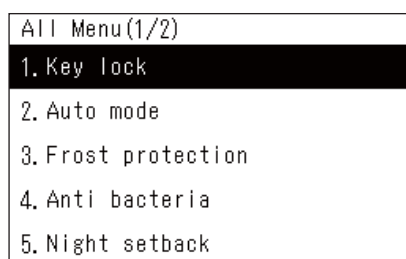 All Menu(1/2)
1. Key lock
2. Auto mode
3. Frost protection
4. Anti bacteria
5. Night setback